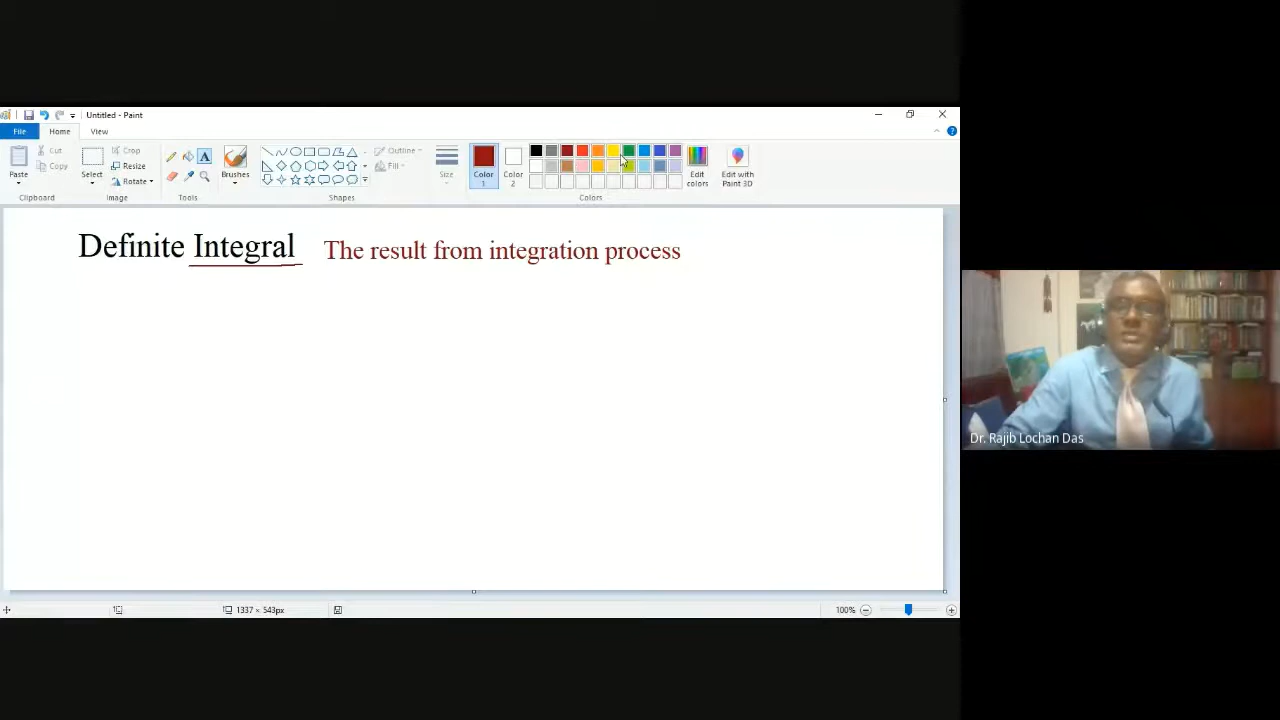 Untitled - Paint
File Home View
Paste
Cut
Copy
Clipboard
Select
Crop
Resize
Rotate
Image
A
Tools
Brushes
Outline
Fill
Shapes
Size
Color 1
Color 2
Edit colors
Edit with Paint 3D
Colors
Definite Integral The result from integration process
Dr. Rajib Lochan Das
1337 × 543px
100%